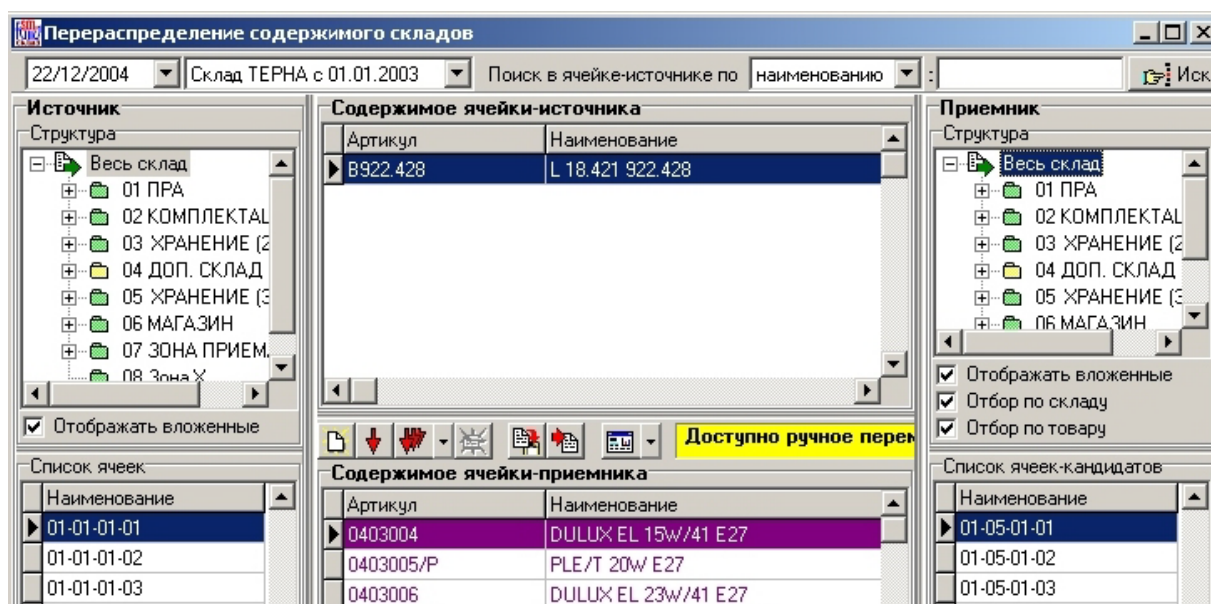 Перераспределение содержимого складов
22/12/2004 Склад ТЕРНА с 01.01.2003 Поиск в ячейке-источнике по наименованию : Иск
Источник
Структура
Весь склад
01 ПРА
02 КОМПЛЕКТАЦ
03 ХРАНЕНИЕ (2
04 ДОП. СКЛАД
05 ХРАНЕНИЕ (3
06 МАГАЗИН
07 ЗОНА ПРИЕМ
08 Зона X
Отображать вложенные
Список ячеек
Наименование
01-01-01-01
01-01-01-02
01-01-01-03
Содержимое ячейки-источника
Артикул Наименование
B922.428 L 18.421 922.428
Доступно ручное перем
Содержимое ячейки-приемника
Артикул Наименование
0403004 DULUX EL 15W/41 E27
0403005/P PLE/T 20W E27
0403006 DULUX EL 23W/41 E27
Приемник
Структура
Весь склад
01 ПРА
02 КОМПЛЕКТАЦ
03 ХРАНЕНИЕ (2
04 ДОП. СКЛАД
05 ХРАНЕНИЕ (3
06 МАГАЗИН
Отображать вложенные
Отбор по складу
Отбор по товару
Список ячеек-кандидатов
Наименование
01-05-01-01
01-05-01-02
01-05-01-03